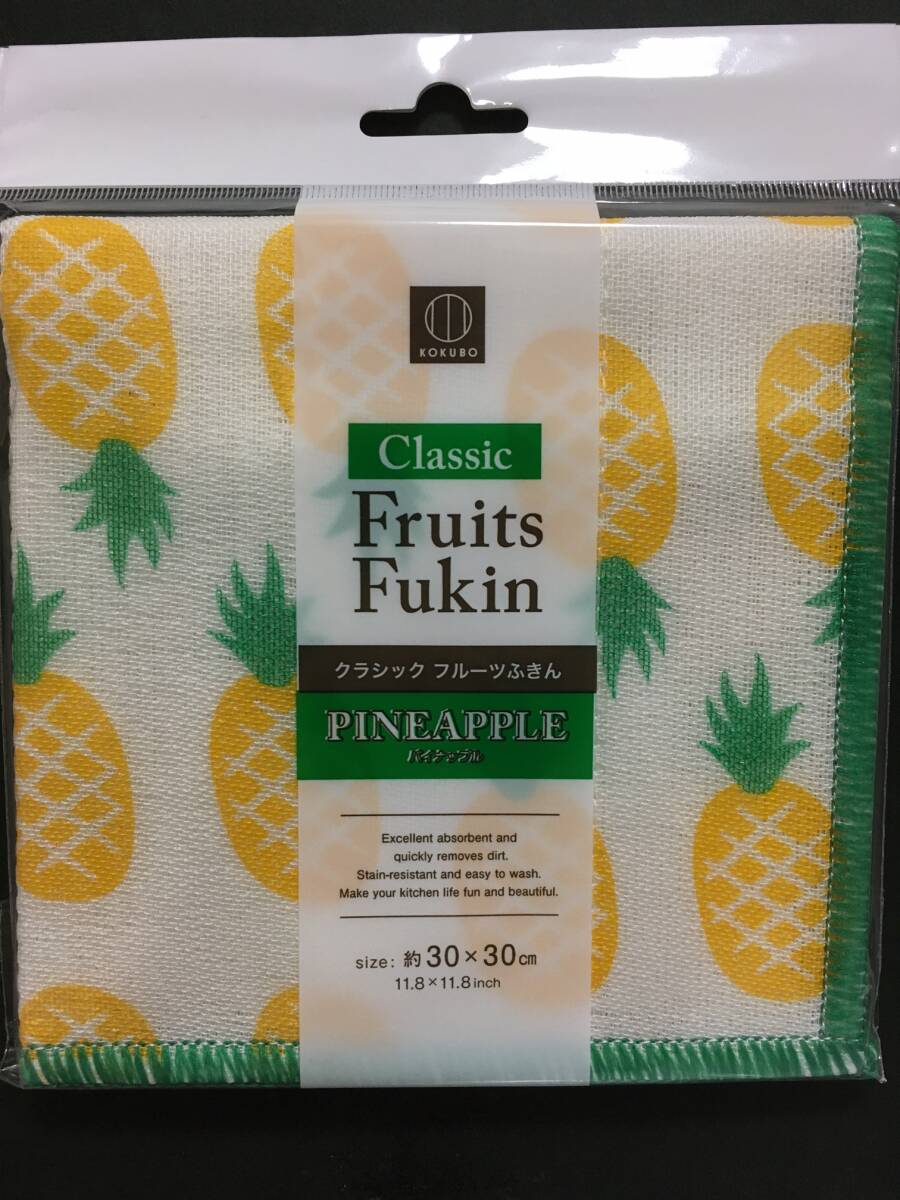 KOKUBO
Classic
Fruits
Fukin
クラシック フルーツふきん
PINEAPPLE
パイナップル
Excellent absorbent and
quickly removes dirt.
Stain-resistant and easy to wash.
Make your kitchen life fun and beautiful.
size: 約30×30cm
11.8×11.8inch